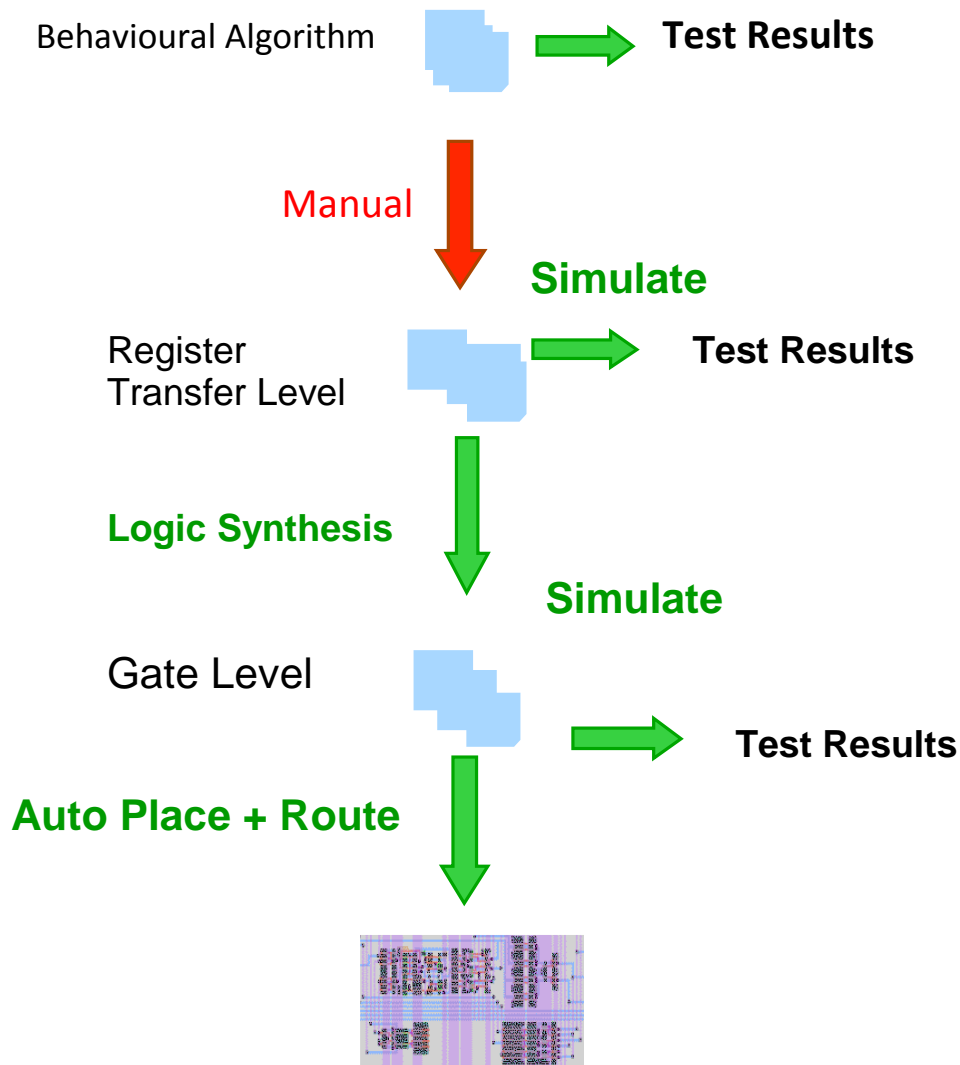 Behavioural Algorithm
Test Results
Manual
Simulate
Register
Transfer Level
Test Results
Logic Synthesis
Simulate
Gate Level
Test Results
Auto Place + Route